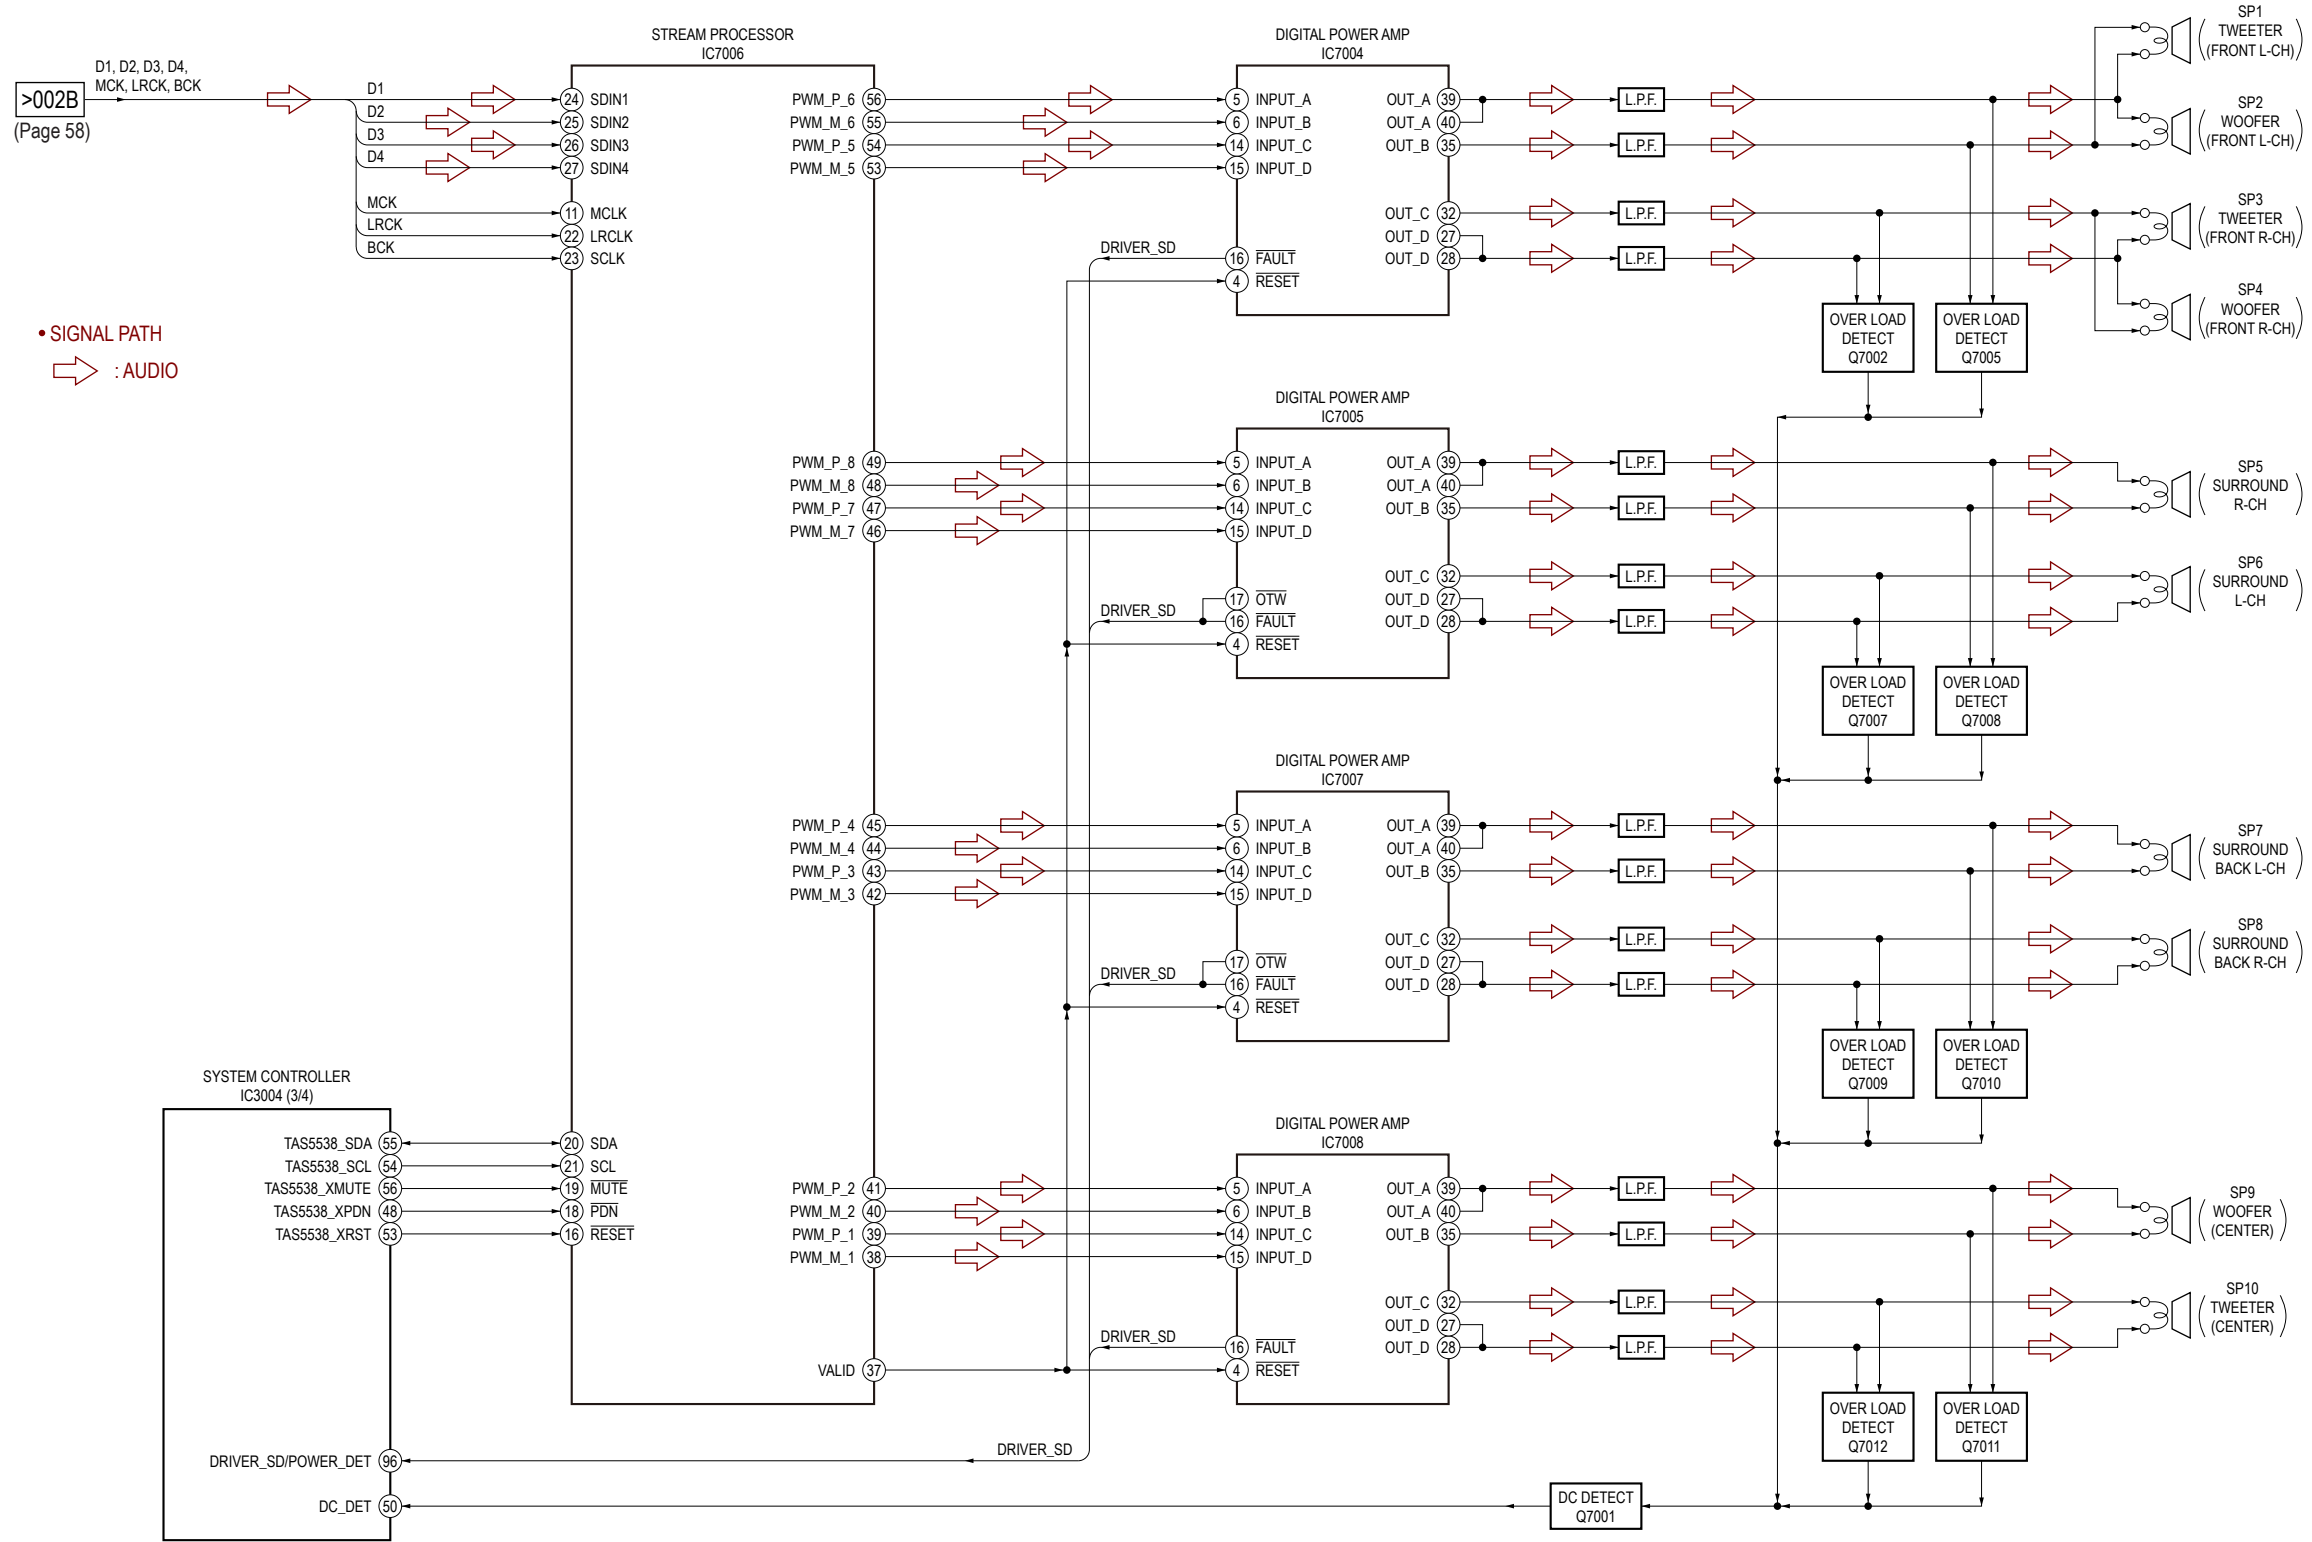 STREAM PROCESSOR
IC7006
DIGITAL POWER AMP
IC7004
D1, D2, D3, D4,
MCK, LRCK, BCK
>002B
(Page 58)
D1
D2
D3
D4
MCK
LRCK
BCK
24 SDIN1
25 SDIN2
26 SDIN3
27 SDIN4
11 MCLK
22 LRCLK
23 SCLK
PWM_P_6 56
PWM_M_6 55
PWM_P_5 54
PWM_M_5 53
5 INPUT_A
6 INPUT_B
14 INPUT_C
15 INPUT_D
DRIVER_SD
16 FAULT
4 RESET
OUT_A 39
OUT_A 40
OUT_B 35
OUT_C 32
OUT_D 27
OUT_D 28
L.P.F.
L.P.F.
L.P.F.
L.P.F.
OVER LOAD
DETECT
Q7002
OVER LOAD
DETECT
Q7005
SP1
TWEETER
(FRONT L-CH)
SP2
WOOFER
(FRONT L-CH)
SP3
TWEETER
(FRONT R-CH)
SP4
WOOFER
(FRONT R-CH)
• SIGNAL PATH
: AUDIO
DIGITAL POWER AMP
IC7005
PWM_P_8 49
PWM_M_8 48
PWM_P_7 47
PWM_M_7 46
5 INPUT_A
6 INPUT_B
14 INPUT_C
15 INPUT_D
DRIVER_SD
17 OTW
16 FAULT
4 RESET
OUT_A 39
OUT_A 40
OUT_B 35
OUT_C 32
OUT_D 27
OUT_D 28
L.P.F.
L.P.F.
L.P.F.
L.P.F.
OVER LOAD
DETECT
Q7007
OVER LOAD
DETECT
Q7008
SP5
SURROUND
R-CH
SP6
SURROUND
L-CH
DIGITAL POWER AMP
IC7007
PWM_P_4 45
PWM_M_4 44
PWM_P_3 43
PWM_M_3 42
5 INPUT_A
6 INPUT_B
14 INPUT_C
15 INPUT_D
DRIVER_SD
17 OTW
16 FAULT
4 RESET
OUT_A 39
OUT_A 40
OUT_B 35
OUT_C 32
OUT_D 27
OUT_D 28
L.P.F.
L.P.F.
L.P.F.
L.P.F.
OVER LOAD
DETECT
Q7009
OVER LOAD
DETECT
Q7010
SP7
SURROUND
BACK L-CH
SP8
SURROUND
BACK R-CH
SYSTEM CONTROLLER
IC3004 (3/4)
TAS5538_SDA 55
TAS5538_SCL 54
TAS5538_XMUTE 56
TAS5538_XPDN 48
TAS5538_XRST 53
20 SDA
21 SCL
19 MUTE
18 PDN
16 RESET
DIGITAL POWER AMP
IC7008
PWM_P_2 41
PWM_M_2 40
PWM_P_1 39
PWM_M_1 38
VALID 37
5 INPUT_A
6 INPUT_B
14 INPUT_C
15 INPUT_D
DRIVER_SD
16 FAULT
4 RESET
OUT_A 39
OUT_A 40
OUT_B 35
OUT_C 32
OUT_D 27
OUT_D 28
L.P.F.
L.P.F.
L.P.F.
L.P.F.
OVER LOAD
DETECT
Q7012
OVER LOAD
DETECT
Q7011
SP9
WOOFER
(CENTER)
SP10
TWEETER
(CENTER)
DRIVER_SD/POWER_DET 96
DRIVER_SD
DC_DET 50
DC DETECT
Q7001